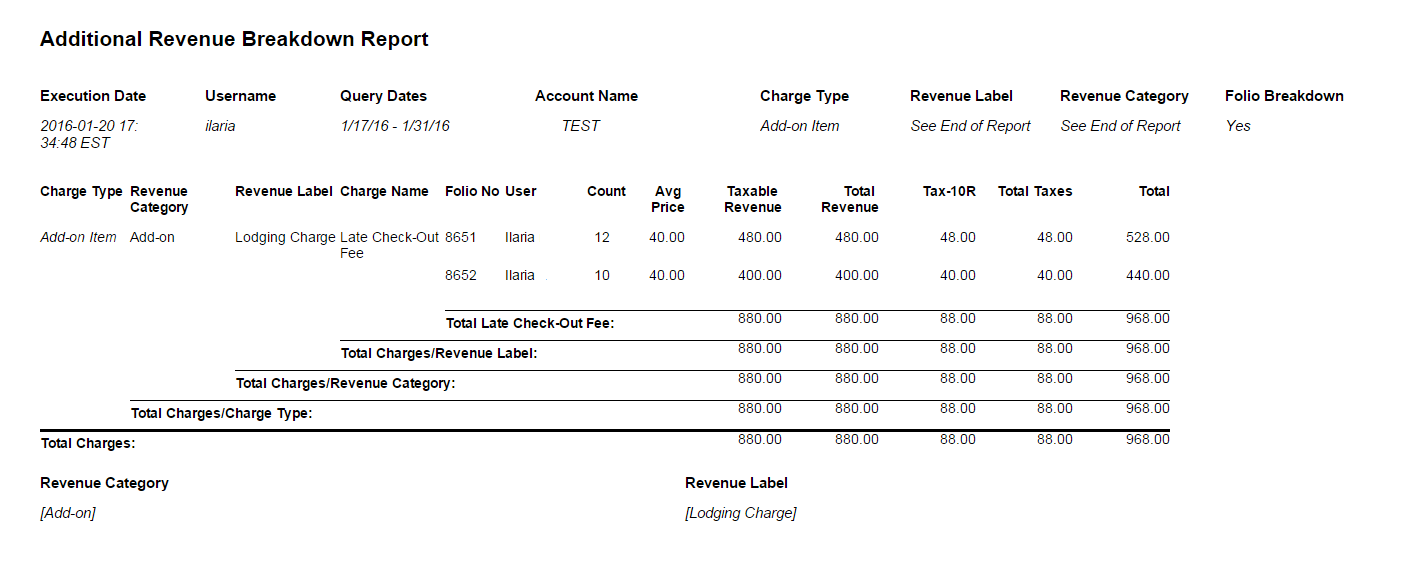 Additional Revenue Breakdown Report
Execution Date Username Query Dates Account Name Charge Type Revenue Label Revenue Category Folio Breakdown
2016-01-20 17: ilaria 1/17/16 - 1/31/16 TEST Add-on Item See End of Report See End of Report Yes
34:48 EST
Charge Type Revenue Revenue Label Charge Name Folio No User Count Avg Taxable Total Tax-10R Total Taxes Total
Category Price Revenue Revenue
Add-on Item Add-on Lodging Charge Late Check-Out 8651 Ilaria 12 40.00 480.00 480.00 48.00 48.00 528.00
Fee
8652 Ilaria 10 40.00 400.00 400.00 40.00 40.00 440.00
Total Late Check-Out Fee: 880.00 880.00 88.00 88.00 968.00
Total Charges/Revenue Label: 880.00 880.00 88.00 88.00 968.00
Total Charges/Revenue Category: 880.00 880.00 88.00 88.00 968.00
Total Charges/Charge Type: 880.00 880.00 88.00 88.00 968.00
Total Charges: 880.00 880.00 88.00 88.00 968.00
Revenue Category Revenue Label
[Add-on] [Lodging Charge]